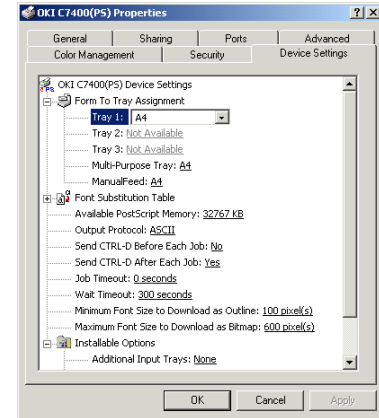 OKI C7400(PS) Properties
General Sharing Ports Advanced
Color Management Security Device Settings
OKI C7400(PS) Device Settings
Form To Tray Assignment
Tray 1: A4
Tray 2: Not Available
Tray 3: Not Available
Multi-Purpose Tray: A4
ManualFeed: A4
Font Substitution Table
Available PostScript Memory: 32767 KB
Output Protocol: ASCII
Send CTRL-D Before Each Job: No
Send CTRL-D After Each Job: Yes
Job Timeout: 0 seconds
Wait Timeout: 300 seconds
Minimum Font Size to Download as Outline: 100 pixel(s)
Maximum Font Size to Download as Bitmap: 600 pixel(s)
Installable Options
Additional Input Trays: None
OK Cancel Apply